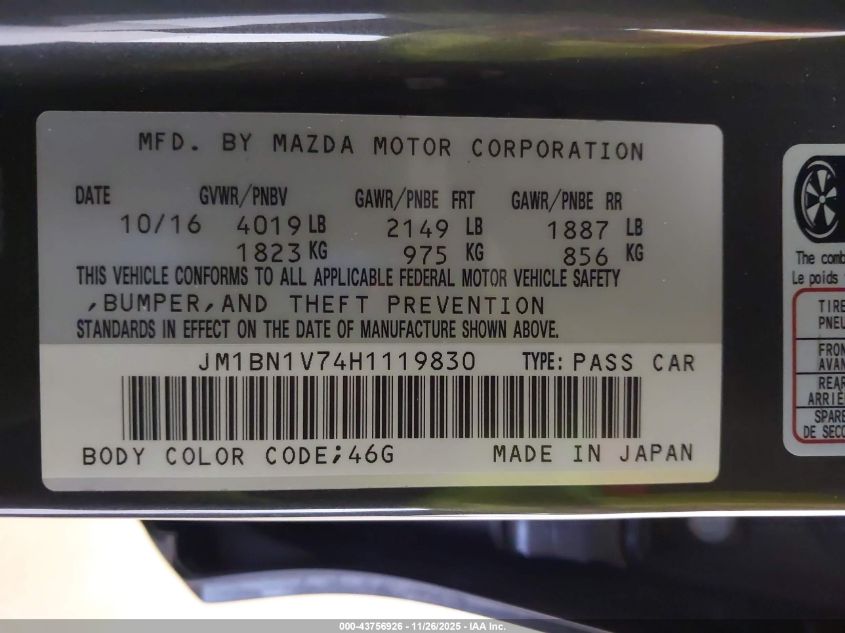 MFD. BY MAZDA MOTOR CORPORATION
DATE GVWR/PNBV GAWR/PNBE FRT GAWR/PNBE RR
10/16 4019 LB 2149 LB 1887 LB
1823 KG 975 KG 856 KG
THIS VEHICLE CONFORMS TO ALL APPLICABLE FEDERAL MOTOR VEHICLE SAFETY
,BUMPER,AND THEFT PREVENTION
STANDARDS IN EFFECT ON THE DATE OF MANUFACTURE SHOWN ABOVE.
JM1BN1V74H1119830 TYPE: PASS CAR
BODY COLOR CODE;46G MADE IN JAPAN
The comb
Le poids
TIRE
PNEU
FRON
AVAN
REAR
ARRIÈ
SPARE
DE SECO
000-43756926 - 11/26/2025 - IAA Inc.